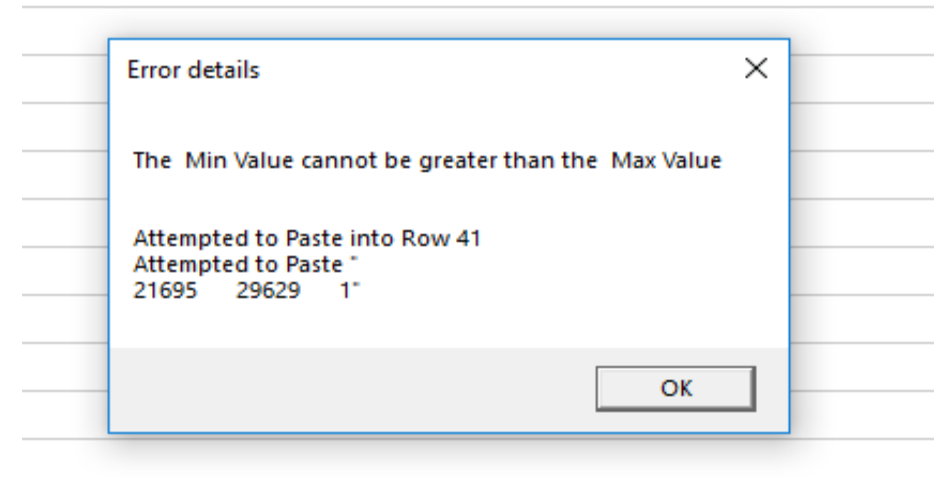 Error details
The  Min Value cannot be greater than the  Max Value
Attempted to Paste into Row 41
Attempted to Paste "
21695 29629 1"
OK